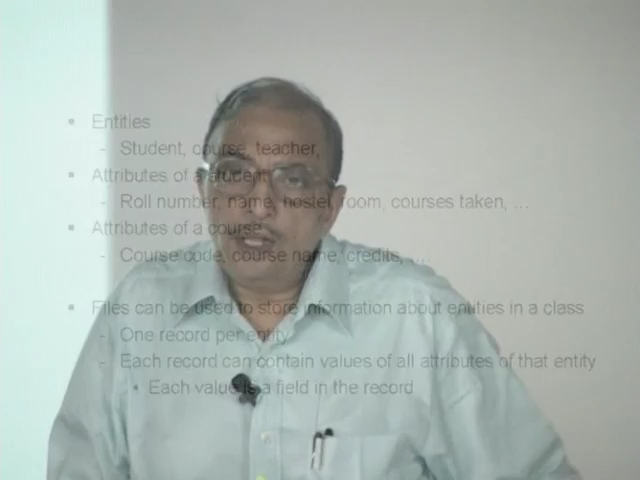 • Entities
- Student, course, teacher,
• Attributes of a student
- Roll number, name, hostel, room, courses taken, ...
• Attributes of a course
- Course code, course name, credits, ...
• Files can be used to store information about entities in a class
- One record per entity
- Each record can contain values of all attributes of that entity
• Each value is a field in the record